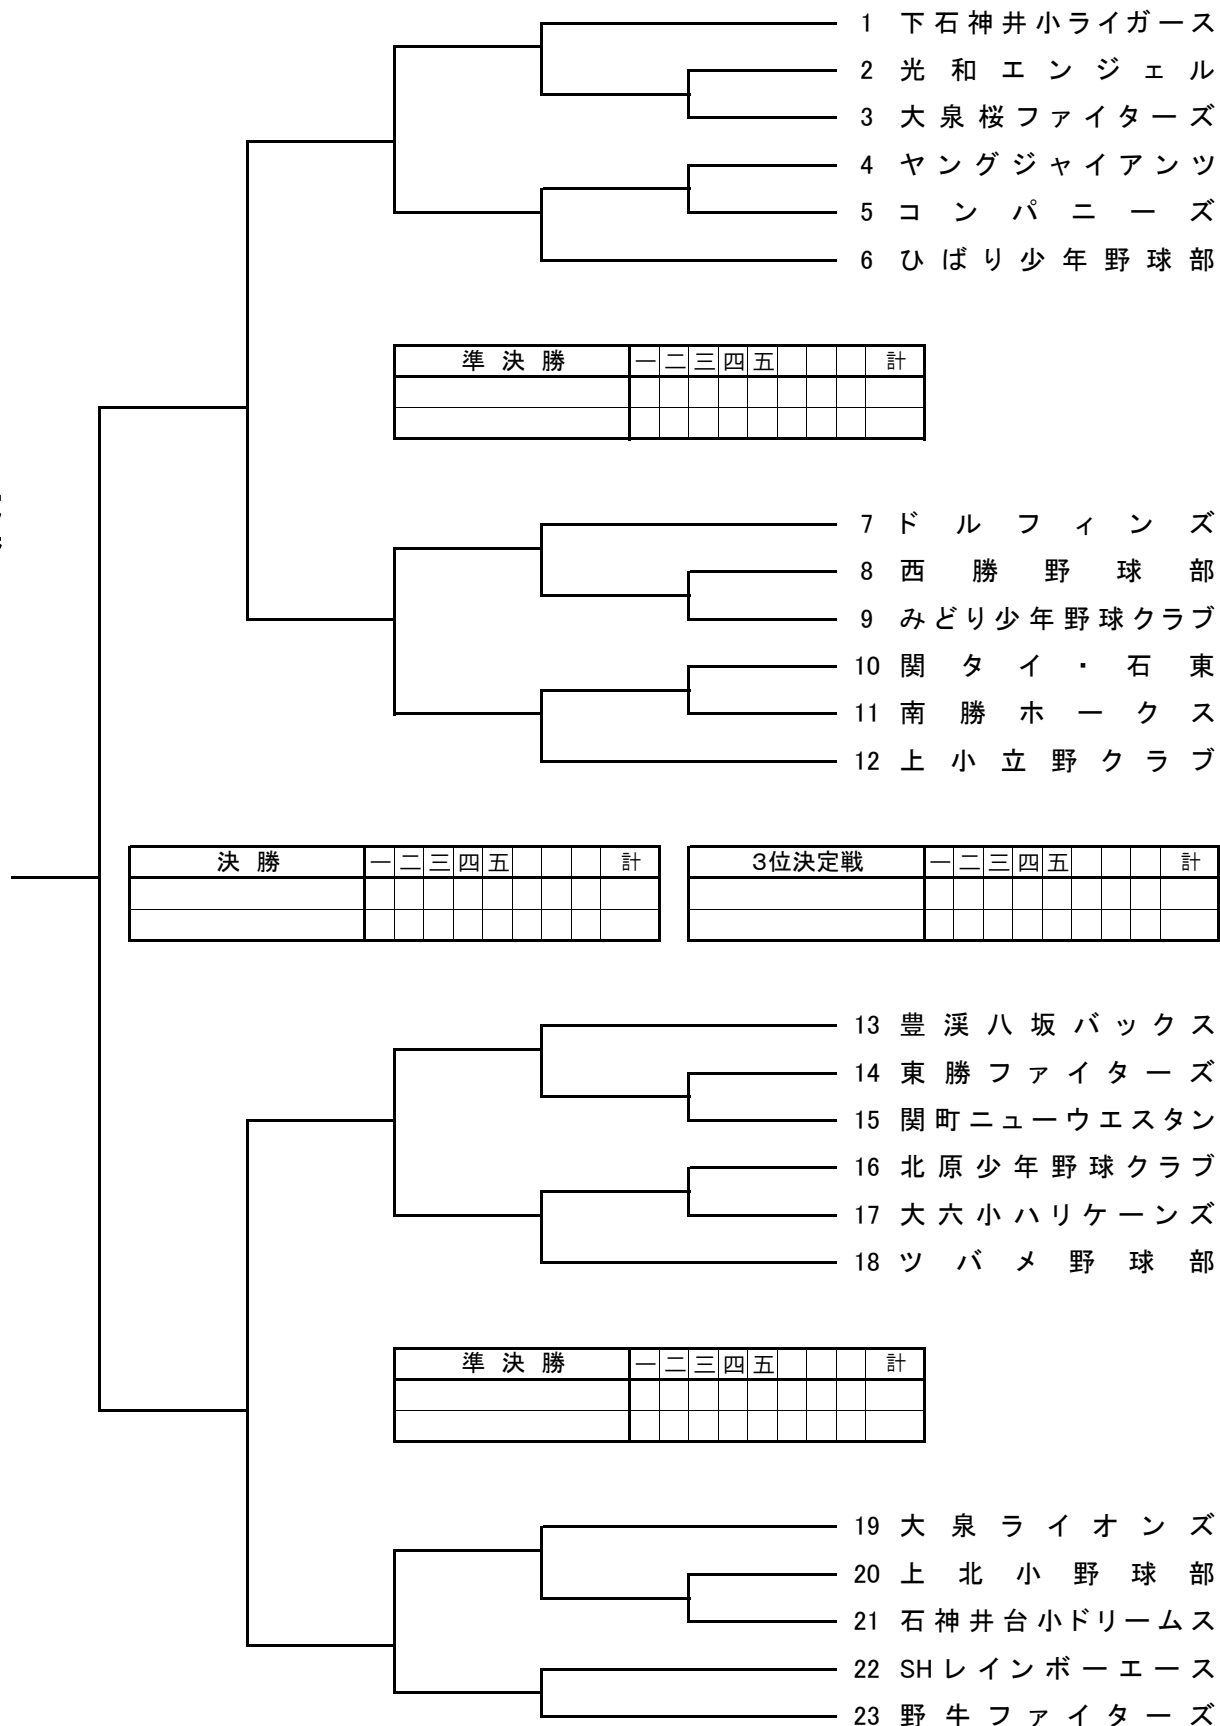 1 下石神井小ライガース
2 光和エンジェル
3 大泉桜ファイターズ
4 ヤングジャイアンツ
5 コンパニーズ
6 ひばり少年野球部
準決勝 一 二 三 四 五 計
7 ドルフィンズ
8 西勝野球部
9 みどり少年野球クラブ
10 関タイ・石東
11 南勝ホークス
12 上小立野クラブ
決勝 一 二 三 四 五 計 3位決定戦 一 二 三 四 五 計
13 豊溪八坂バックス
14 東勝ファイターズ
15 関町ニューウエスタン
16 北原少年野球クラブ
17 大六小ハリケーンズ
18 ツバメ野球部
準決勝 一 二 三 四 五 計
19 大泉ライオンズ
20 上北小野球部
21 石神井台小ドリームス
22 SHレインボーエース
23 野牛ファイターズ